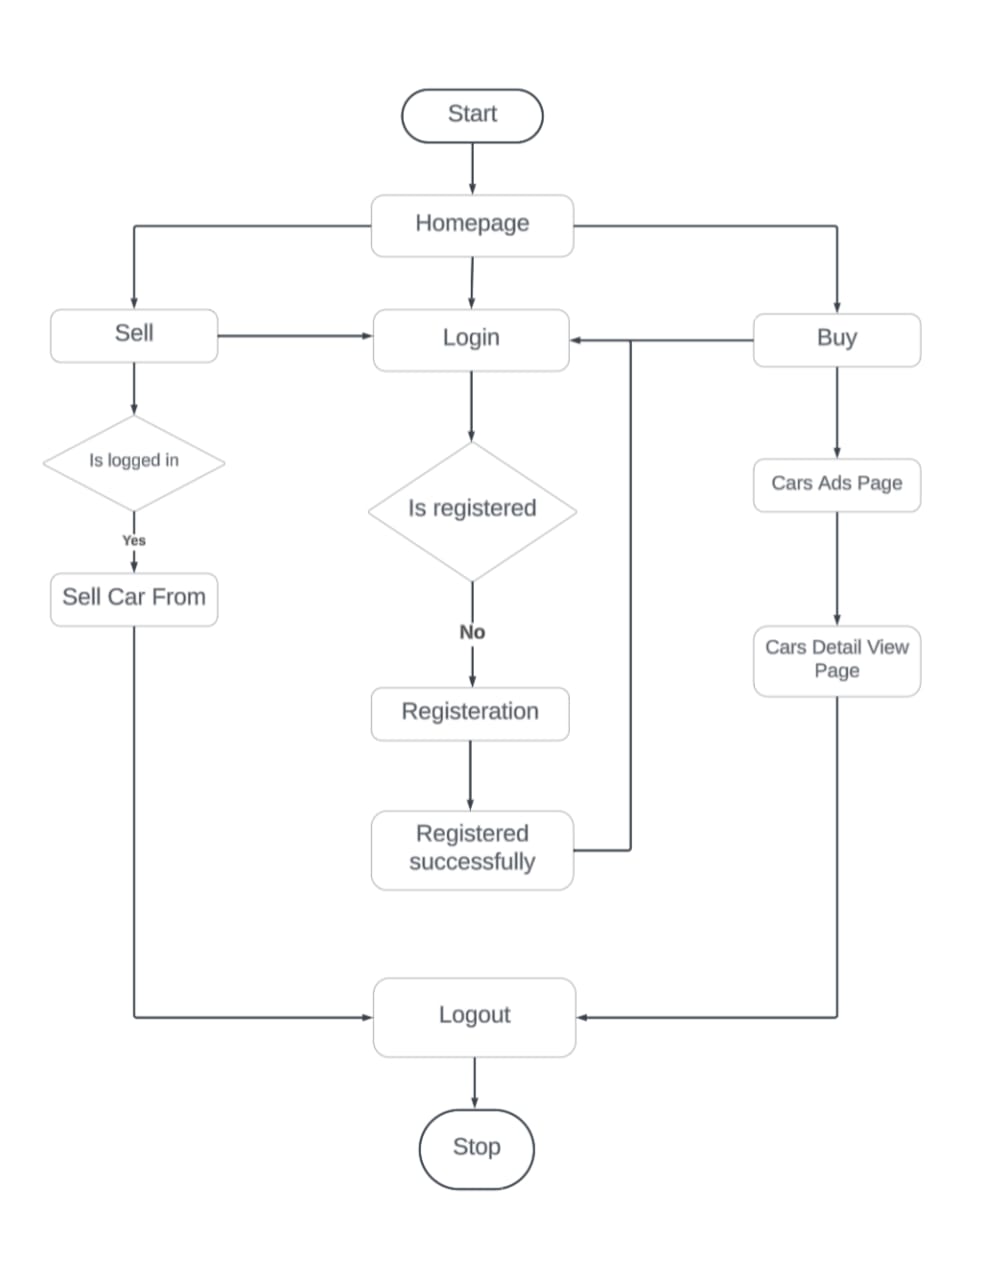 Start
Homepage
Sell
Login
Buy
Is logged in
Is registered
Cars Ads Page
Yes
Sell Car From
No
Cars Detail View
Page
Registeration
Registered
successfully
Logout
Stop